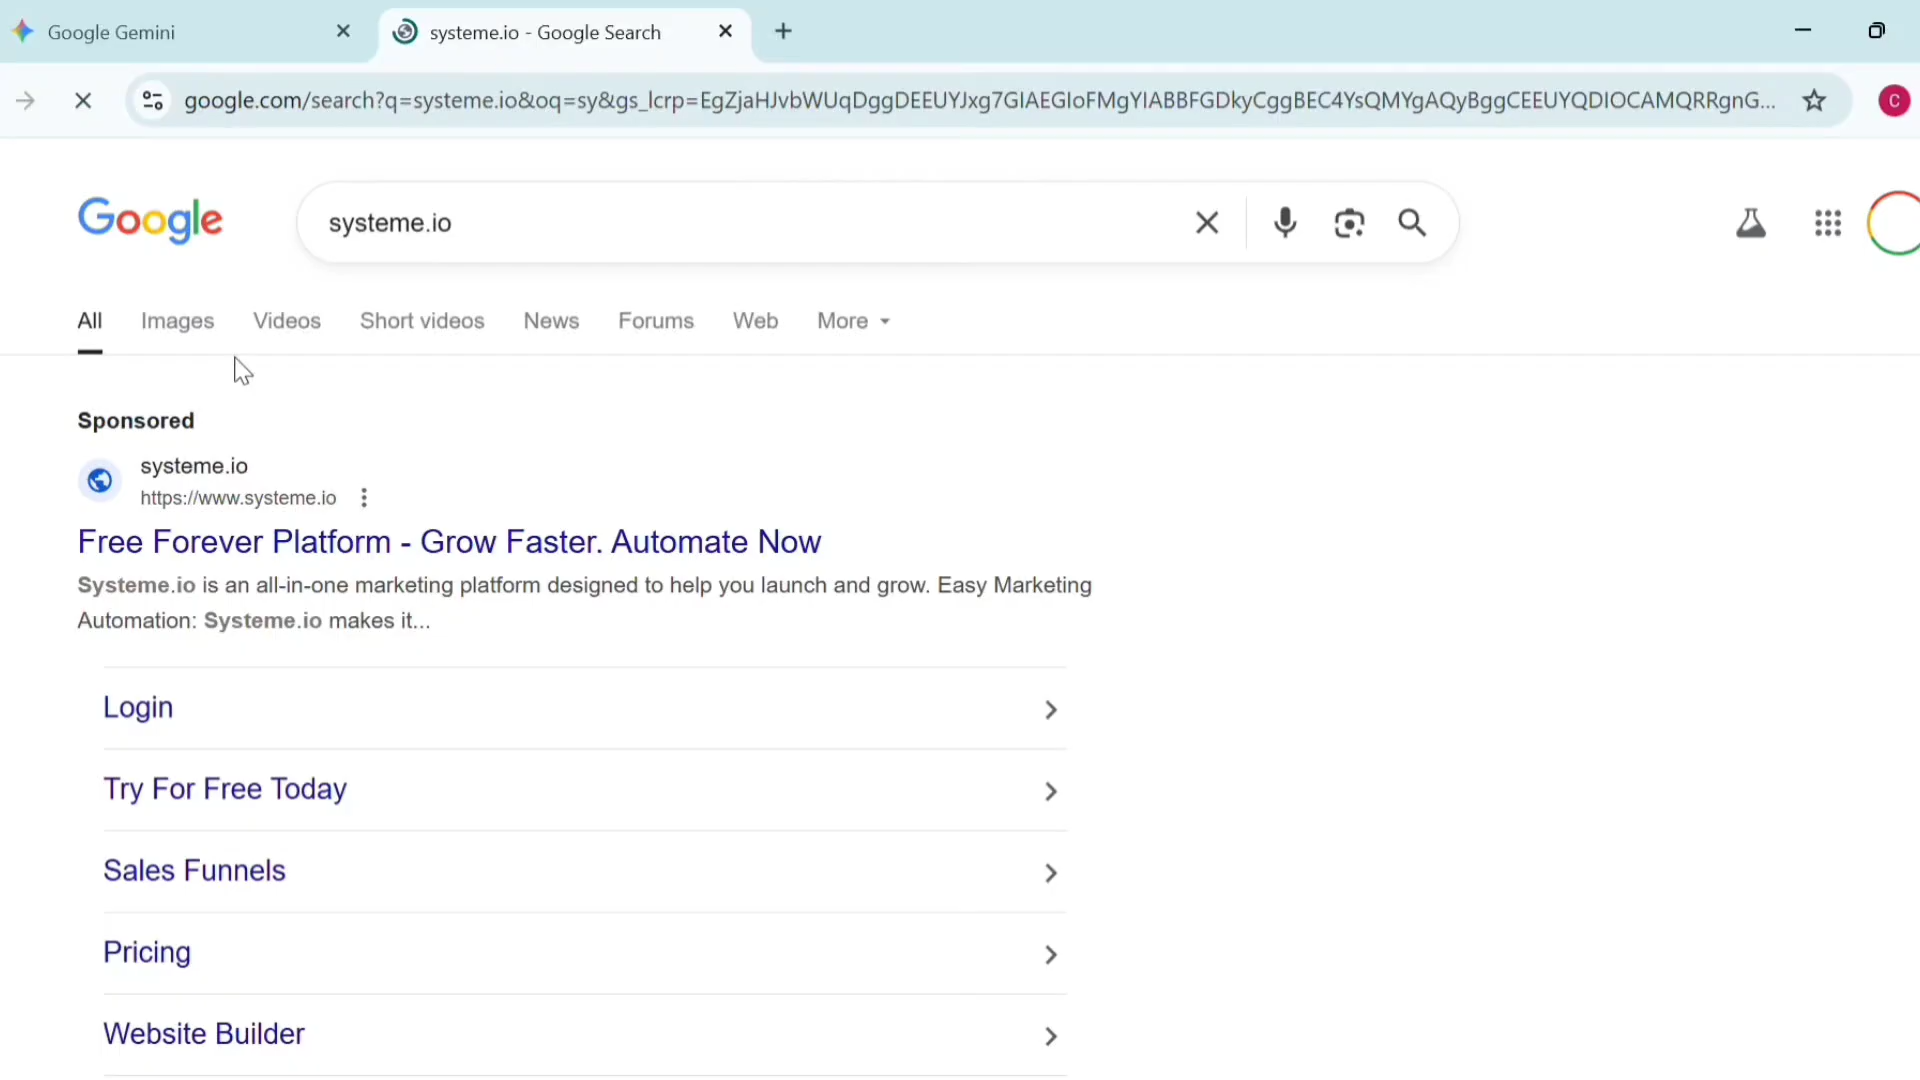 Google Gemini
systeme.io - Google Search
google.com/search?q=systeme.io&oq=sy&gs_lcrp=EgZjaHJvbWUqDggDEEUYJxg7GIAEGIoFMgYIABBFGDkyCggBEC4YsQMYgAQyBggCEEUYQDIOCAMQRRgnG...
C
Google
systeme.io
All Images Videos Short videos News Forums Web More
Sponsored
systeme.io
https://www.systeme.io
Free Forever Platform - Grow Faster. Automate Now
Systeme.io is an all-in-one marketing platform designed to help you launch and grow. Easy Marketing
Automation: Systeme.io makes it...
Login
Try For Free Today
Sales Funnels
Pricing
Website Builder